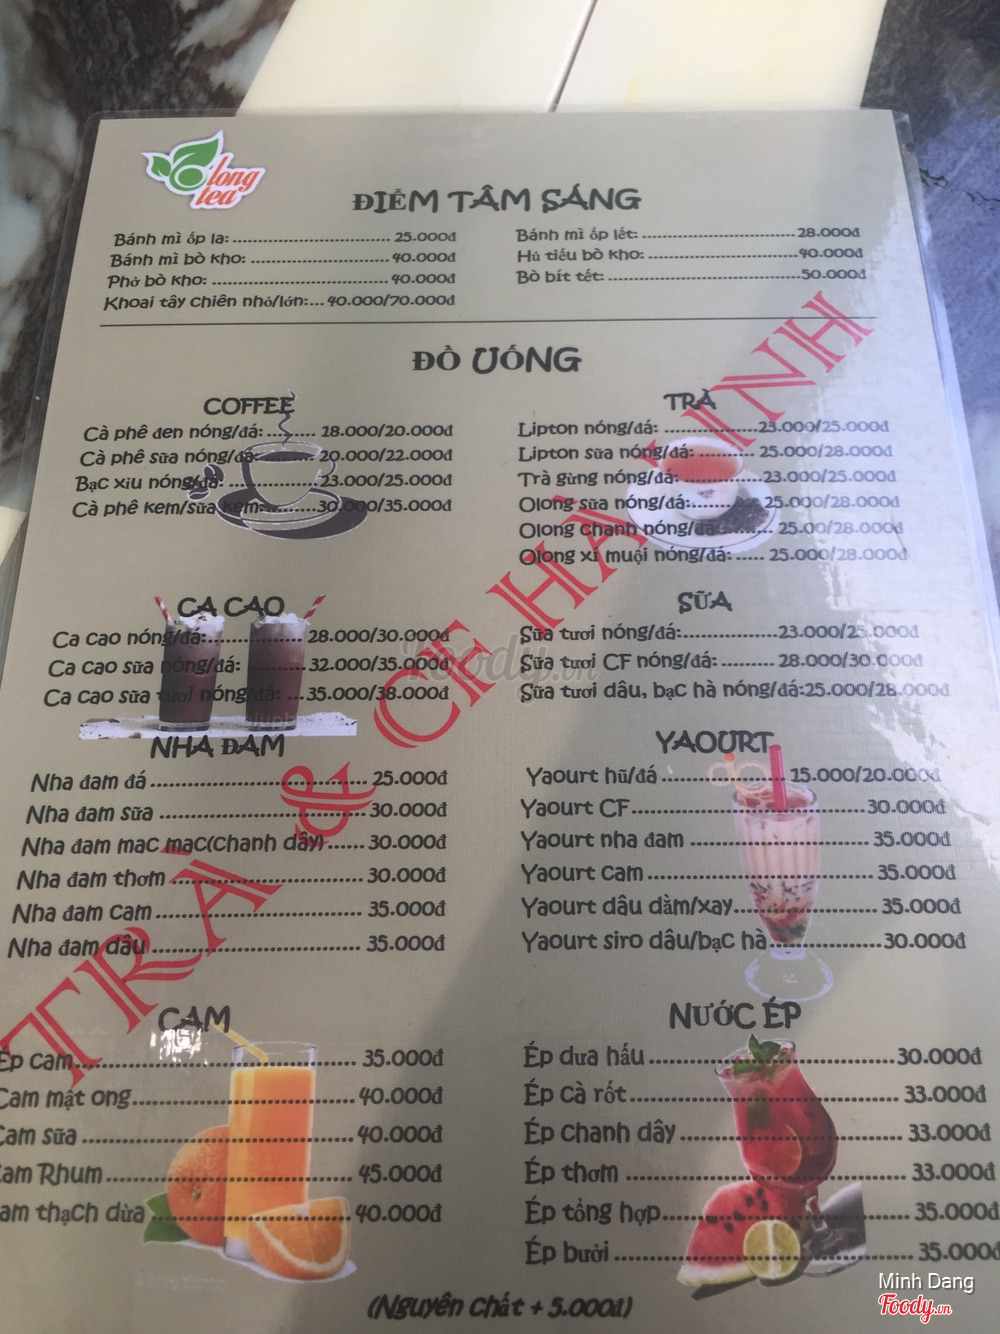 Olong
tea
ĐIỂM TÂM SÁNG
Bánh mì ốp la: 25.000đ
Bánh mì bò kho: 40.000đ
Phở bò kho: 40.000đ
Khoai tây chiên nhỏ/lớn:... 40.000/70.000đ
Bánh mì ốp lết: 28.000đ
Hủ tiếu bò kho: 40.000đ
Bò bít tết: 50.000đ
ĐỒ UỐNG
COFFEE
Cà phê đen nóng/đá: 18.000/20.000đ
Cà phê sữa nóng/đá: 20.000/22.000đ
Bạc xiu nóng/đá: 23.000/25.000đ
Cà phê kem/sữa kem: 30.000/35.000đ
TRÀ
Lipton nóng/đá: 23.000/25.000đ
Lipton sữa nóng/đá: 25.000/28.000đ
Trà gừng nóng/đá: 23.000/25.000đ
Olong sữa nóng/đá: 25.000/28.000đ
Olong chanh nóng/đá: 25.00/28.000đ
Olong xí muội nóng/đá: 25.000/28.000đ
CA CAO
Ca cao nóng/đá: 28.000/30.000đ
Ca cao sữa nóng/đá: 32.000/35.000đ
Ca cao sữa tươi nóng/đá: ...35.000/38.000đ
SỮA
Sữa tươi nóng/đá: 23.000/25.000đ
Sữa tươi CF nóng/đá: 28.000/30.000đ
Sữa tươi dâu, bạc hà nóng/đá:25.000/28.000đ
NHA ĐAM
Nha đam đá 25.000đ
Nha đam sữa 30.000đ
Nha đam mac mac(chanh dây) 30.000đ
Nha đam thơm 30.000đ
Nha đam cam 35.000đ
Nha đam dâu 35.000đ
YAOURT
Yaourt hũ/đá 15.000/20.000đ
Yaourt CF 30.000đ
Yaourt nha đam 35.000đ
Yaourt cam 35.000đ
Yaourt dâu dằm/xay 35.000đ
Yaourt siro dâu/bạc hà 30.000đ
CAM
Ép cam 35.000đ
Cam mật ong 40.000đ
Cam sữa 40.000đ
am Rhum 45.000đ
am thạch dừa 40.000đ
NƯỚC ÉP
Ép dưa hấu 30.000đ
Ép cà rốt 33.000đ
Ép chanh dây 33.000đ
Ép thơm 33.000đ
Ép tổng hợp 35.000đ
Ép bưởi 35.000đ
(Nguyên chất + 5.000đ)
TRÀ & CF HẠ VINH
Foody.vn
Minh Dang
Foody.vn